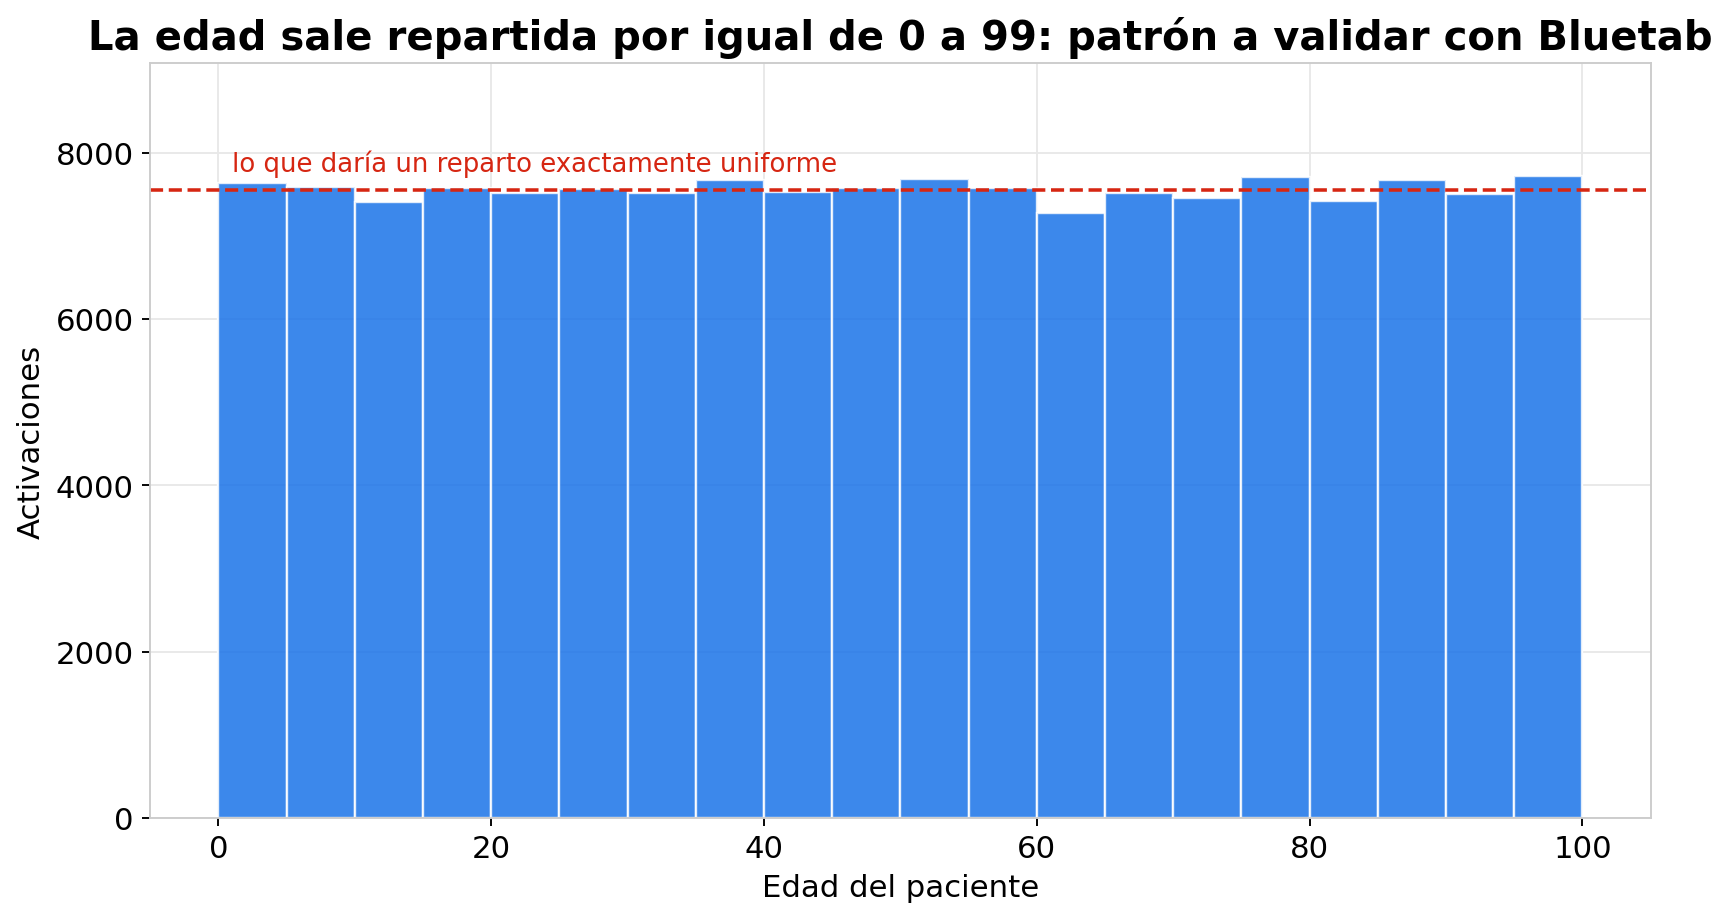 La edad sale repartida por igual de 0 a 99: patrón a validar con Bluetab
lo que daría un reparto exactamente uniforme
8000
6000
4000
2000
0
Activaciones
0 20 40 60 80 100
Edad del paciente